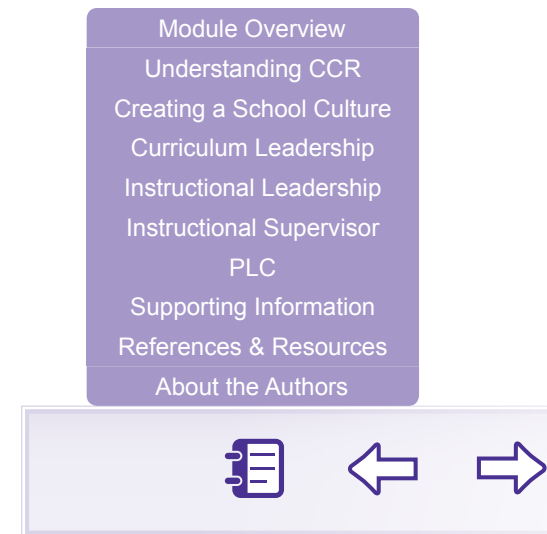 Module Overview
Understanding CCR
Creating a School Culture
Curriculum Leadership
Instructional Leadership
Instructional Supervisor
PLC
Supporting Information
References & Resources
About the Authors